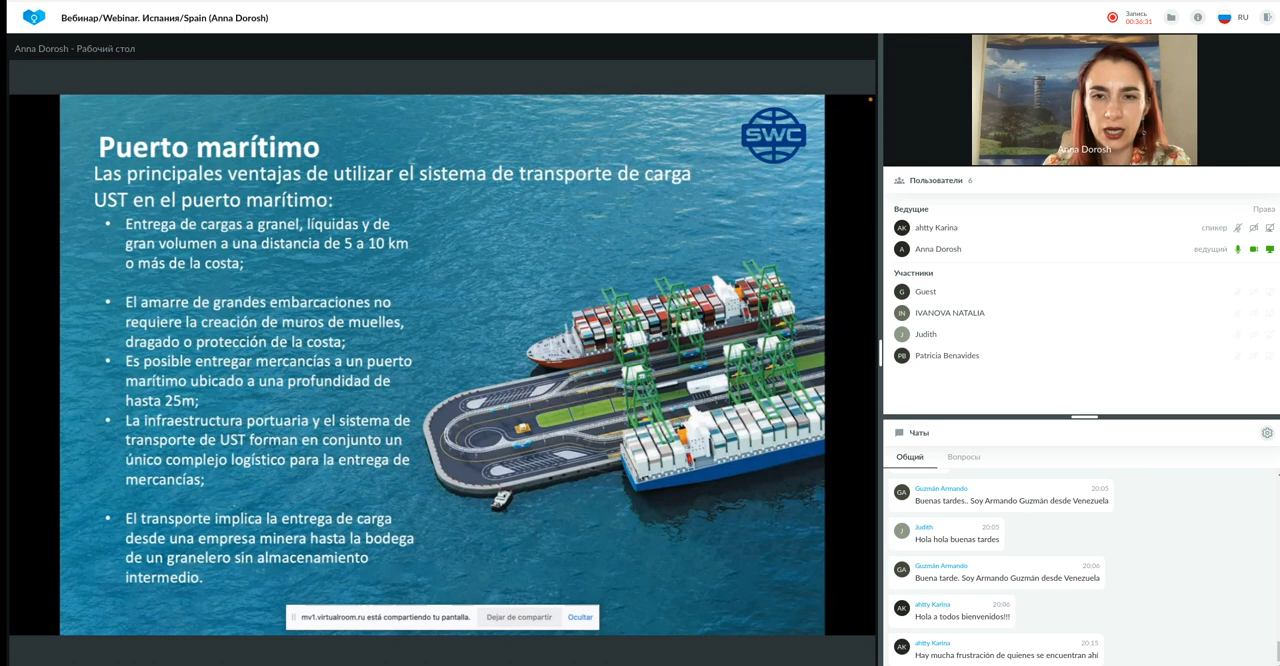 Вебинар/Webinar. Испания/Spain (Anna Dorosh)
Запись
00:36:31
RU
Anna Dorosh - Рабочий стол
SWC
Puerto marítimo
Las principales ventajas de utilizar el sistema de transporte de carga
UST en el puerto marítimo:
• Entrega de cargas a granel, líquidas y de
gran volumen a una distancia de 5 a 10 km
o más de la costa;
• El amarre de grandes embarcaciones no
requiere la creación de muros de muelles,
dragado o protección de la costa;
• Es posible entregar mercancías a un puerto
marítimo ubicado a una profundidad de
hasta 25m;
• La infraestructura portuaria y el sistema de
transporte de UST forman en conjunto un
único complejo logístico para la entrega de
mercancías;
• El transporte implica la entrega de carga
desde una empresa minera hasta la bodega
de un granelero sin almacenamiento
intermedio.
mv1.virtualroom.ru está compartiendo tu pantalla.
Dejar de compartir
Ocultar
Anna Dorosh
Пользователи 6
Ведущие
Права
AK
ahtty Karina
спикер
A
Anna Dorosh
ведущий
Участники
G
Guest
IN
IVANOVA NATALIA
J
Judith
PB
Patricia Benavides
Чаты
Общий
Вопросы
GA
Guzmán Armando
20:05
Buenas tardes.. Soy Armando Guzmán desde Venezuela
J
Judith
20:05
Hola hola buenas tardes
GA
Guzmán Armando
20:06
Buena tarde. Soy Armando Guzmán desde Venezuela
AK
ahtty Karina
20:06
Hola a todos bienvenidos!!!
AK
ahtty Karina
20:15
Hay mucha frustración de quienes se encuentran ahí